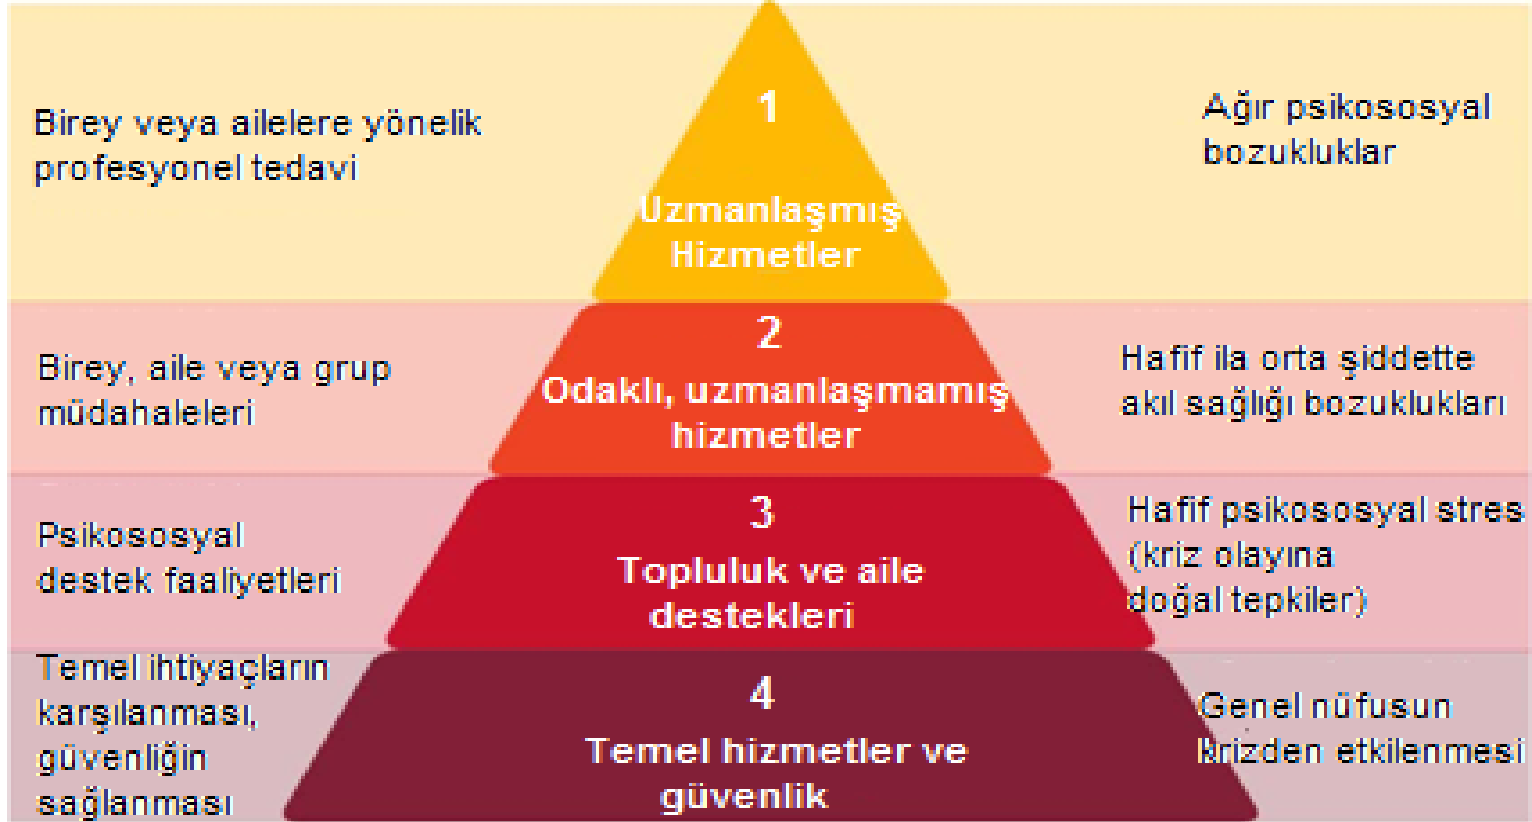 Birey veya ailelere yönelik
profesyonel tedavi
1
Uzmanlaşmış
Hizmetler
Ağır psikososyal
bozukluklar
Birey, aile veya grup
müdahaleleri
2
Odaklı, uzmanlaşmamış
hizmetler
Hafif ila orta şiddette
akıl sağlığı bozuklukları
Psikososyal
destek faaliyetleri
3
Topluluk ve aile
destekleri
Hafif psikososyal stres
(kriz olayına
doğal tepkiler)
Temel ihtiyaçların
karşılanması,
güvenliğin
sağlanması
4
Temel hizmetler ve
güvenlik
Genel nüfusun
krizden etkilenmesi